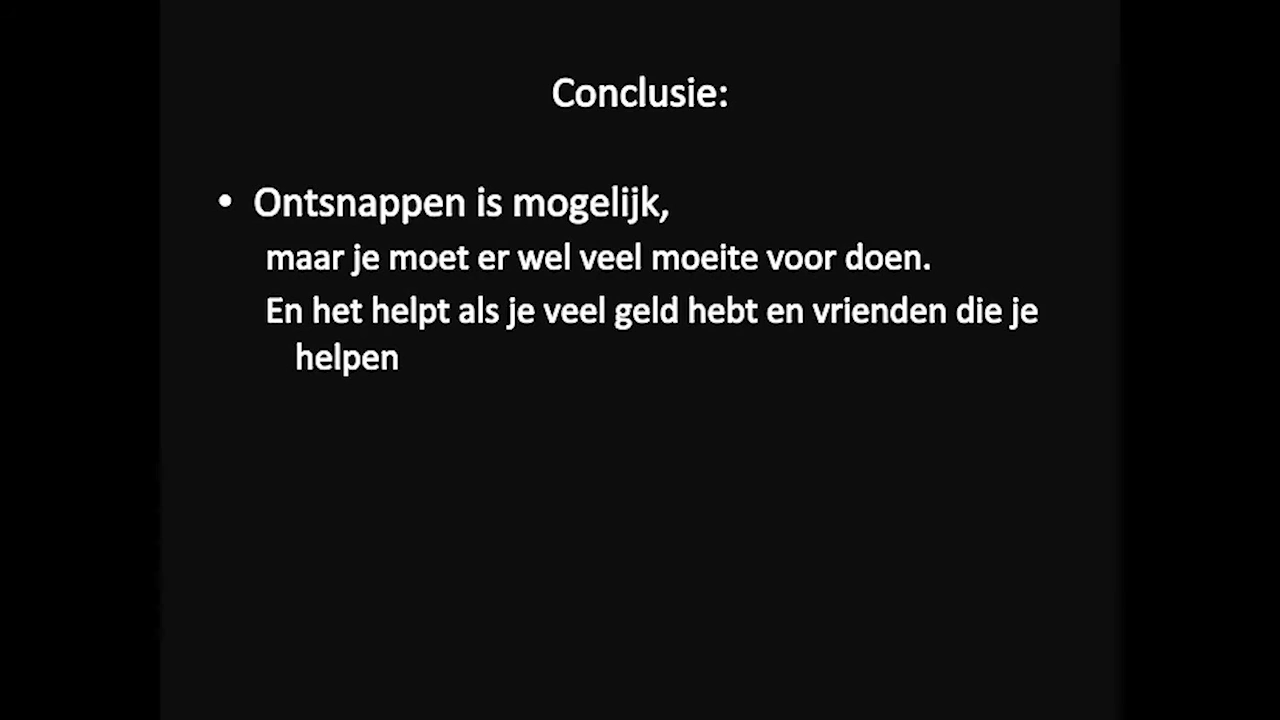 Conclusie:
• Ontsnappen is mogelijk,
maar je moet er wel veel moeite voor doen.
En het helpt als je veel geld hebt en vrienden die je
helpen